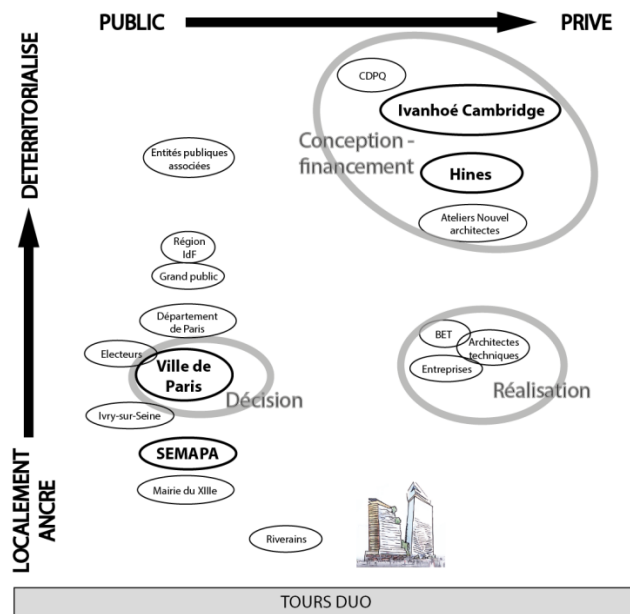 PUBLIC
PRIVE
DETERRITORIALISE
LOCALEMENT
ANCRE
CDPQ
Ivanhoé Cambridge
Conception -
financement
Entités publiques
associées
Hines
Ateliers Nouvel
architectes
Région
IdF
Grand public
Département
de Paris
BET
Architectes
techniques
Electeurs
Ville de
Paris
Entreprises
Décision
Réalisation
Ivry-sur-Seine
SEMAPA
Mairie du XIIIe
Riverains
TOURS DUO